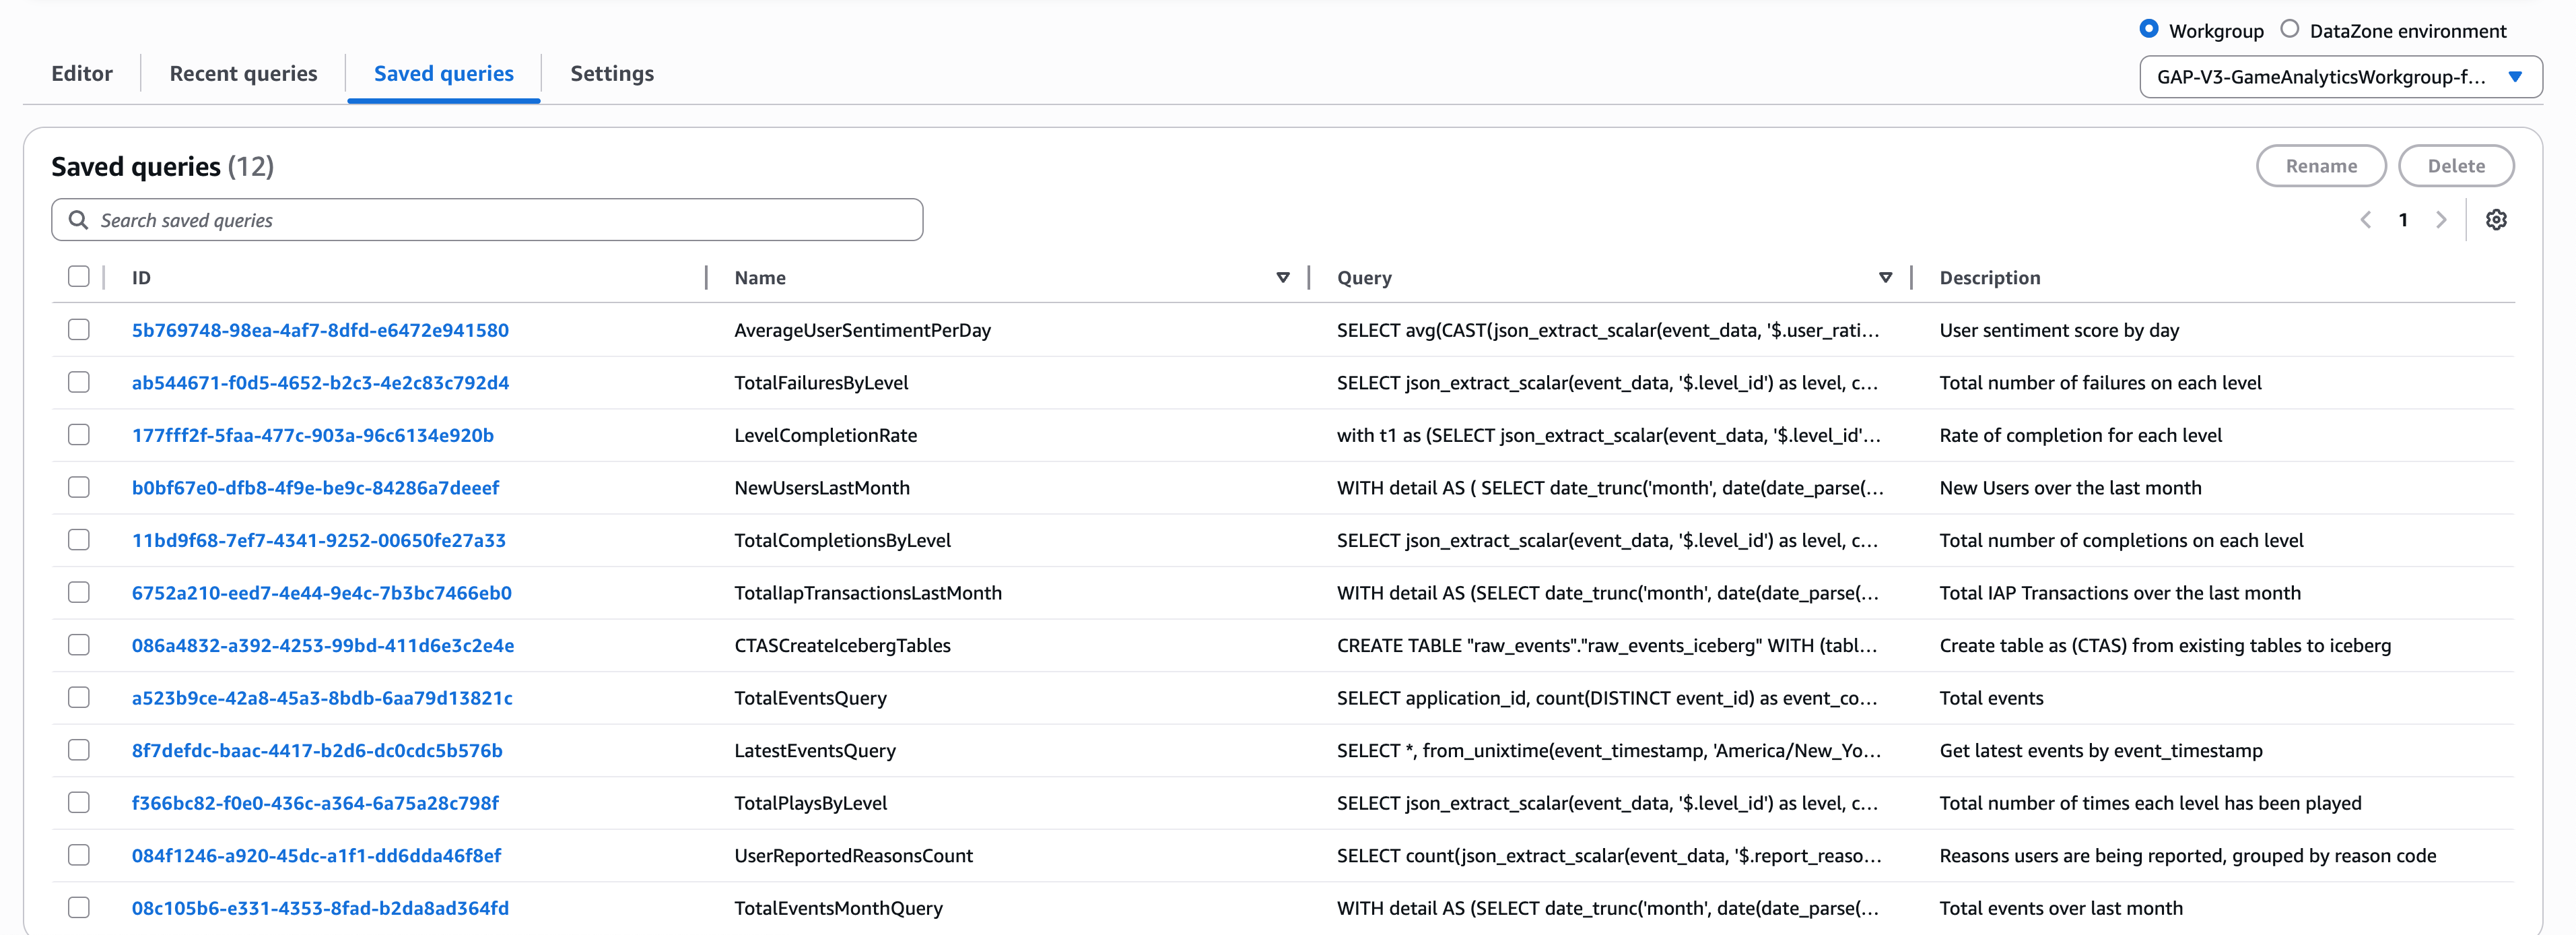 Workgroup DataZone environment
Editor Recent queries Saved queries Settings
GAP-V3-GameAnalyticsWorkgroup-f...
Saved queries (12)
Rename Delete
Search saved queries
1
ID Name Query Description
5b769748-98ea-4af7-8dfd-e6472e941580 AverageUserSentimentPerDay SELECT avg(CAST(json_extract_scalar(event_data, '$.user_rati... User sentiment score by day
ab544671-f0d5-4652-b2c3-4e2c83c792d4 TotalFailuresByLevel SELECT json_extract_scalar(event_data, '$.level_id') as level, c... Total number of failures on each level
177fff2f-5faa-477c-903a-96c6134e920b LevelCompletionRate with t1 as (SELECT json_extract_scalar(event_data, '$.level_id'... Rate of completion for each level
b0bf67e0-dfb8-4f9e-be9c-84286a7deeef NewUsersLastMonth WITH detail AS ( SELECT date_trunc('month', date(date_parse(... New Users over the last month
11bd9f68-7ef7-4341-9252-00650fe27a33 TotalCompletionsByLevel SELECT json_extract_scalar(event_data, '$.level_id') as level, c... Total number of completions on each level
6752a210-eed7-4e44-9e4c-7b3bc7466eb0 TotalIapTransactionsLastMonth WITH detail AS (SELECT date_trunc('month', date(date_parse(... Total IAP Transactions over the last month
086a4832-a392-4253-99bd-411d6e3c2e4e CTASCreateIcebergTables CREATE TABLE "raw_events"."raw_events_iceberg" WITH (tabl... Create table as (CTAS) from existing tables to iceberg
a523b9ce-42a8-45a3-8bdb-6aa79d13821c TotalEventsQuery SELECT application_id, count(DISTINCT event_id) as event_co... Total events
8f7defdc-baac-4417-b2d6-dc0cdc5b576b LatestEventsQuery SELECT *, from_unixtime(event_timestamp, 'America/New_Yo... Get latest events by event_timestamp
f366bc82-f0e0-436c-a364-6a75a28c798f TotalPlaysByLevel SELECT json_extract_scalar(event_data, '$.level_id') as level, c... Total number of times each level has been played
084f1246-a920-45dc-a1f1-dd6dda46f8ef UserReportedReasonsCount SELECT count(json_extract_scalar(event_data, '$.report_reaso... Reasons users are being reported, grouped by reason code
08c105b6-e331-4353-8fad-b2da8ad364fd TotalEventsMonthQuery WITH detail AS (SELECT date_trunc('month', date(date_parse(... Total events over last month